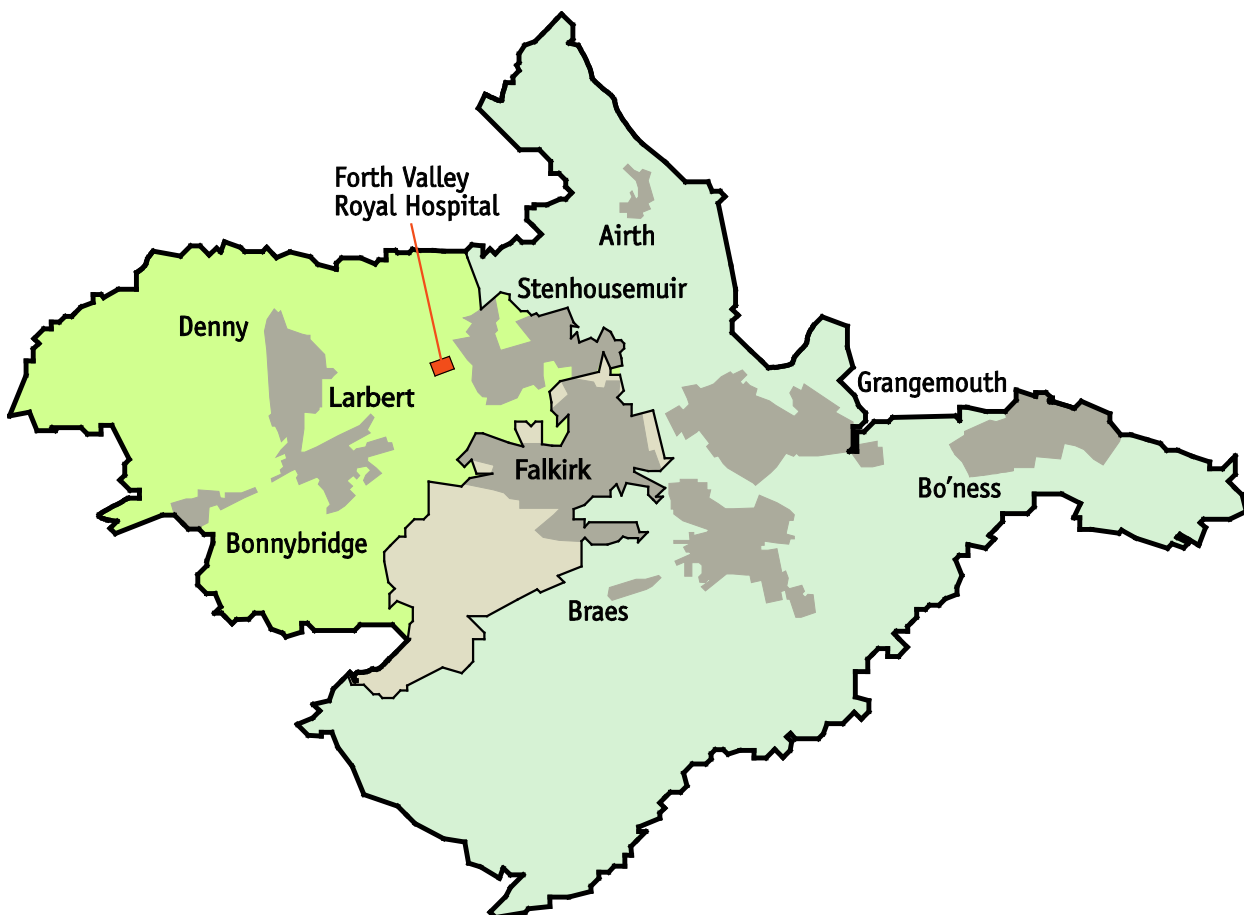 Forth Valley
Royal Hospital
Airth
Stenhousemuir
Denny
Grangemouth
Larbert
Falkirk
Bo'ness
Bonnybridge
Braes